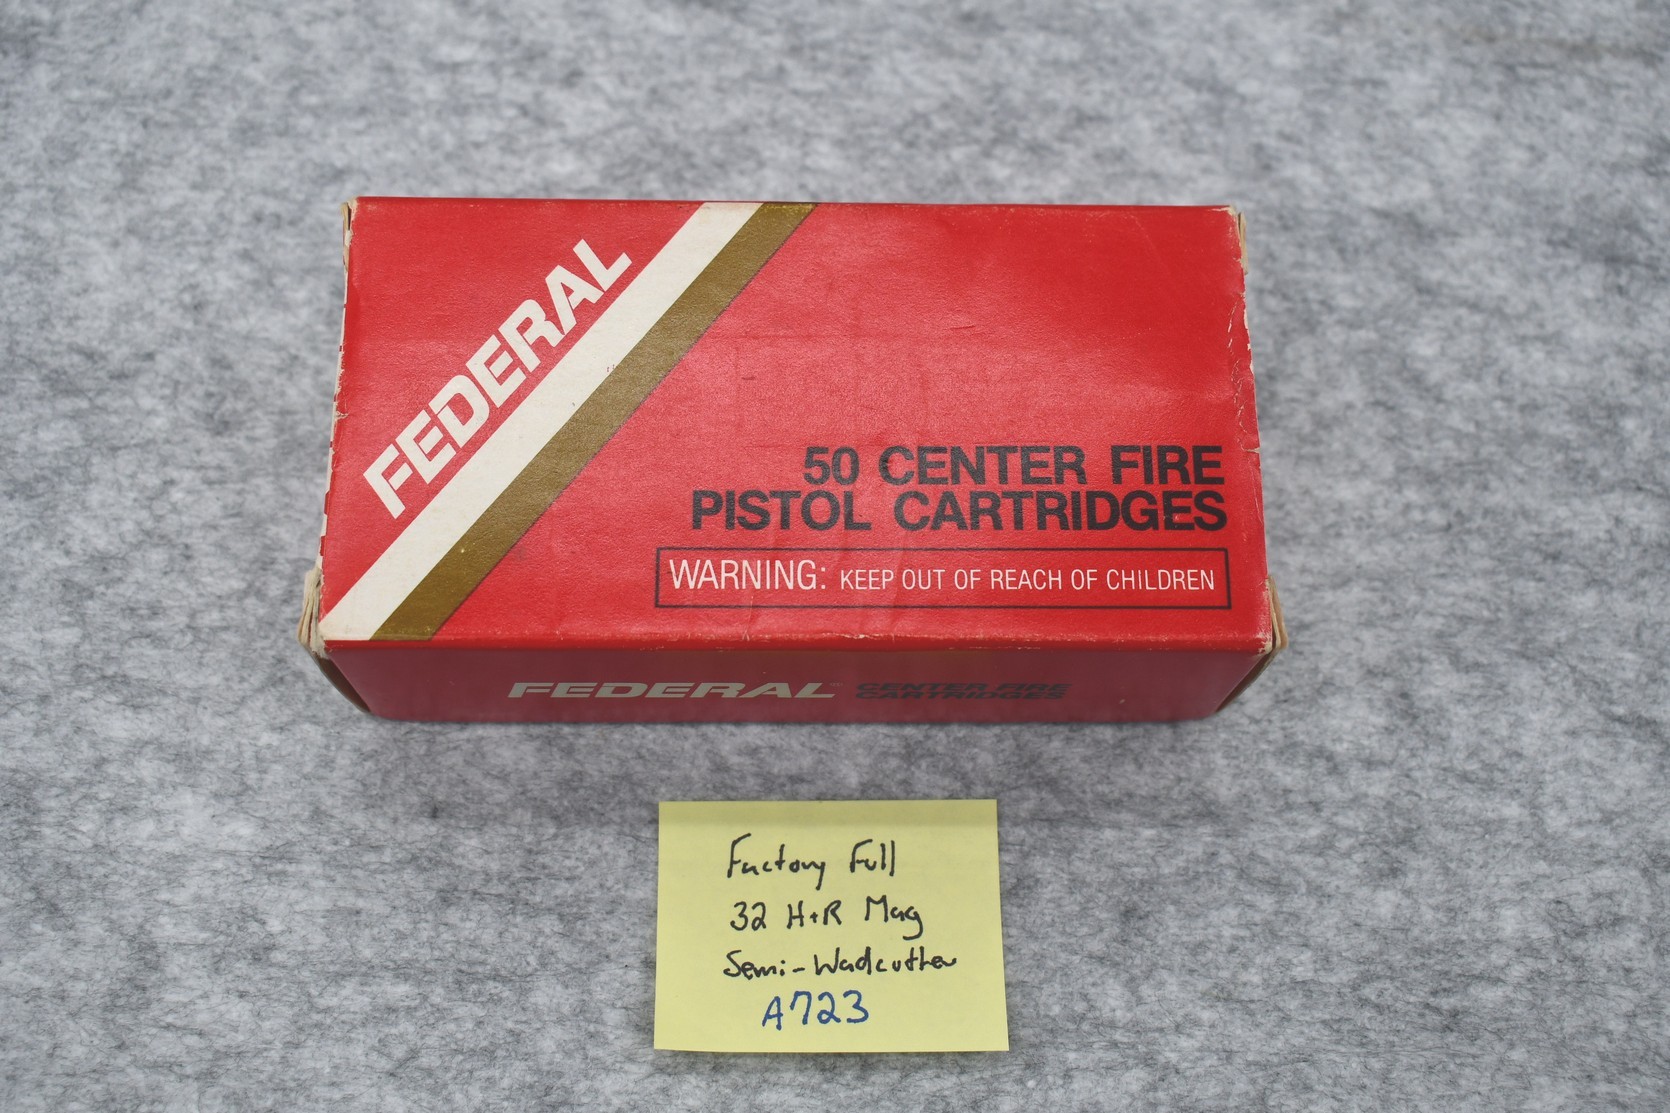 FEDERAL
50 CENTER FIRE
PISTOL CARTRIDGES
WARNING: KEEP OUT OF REACH OF CHILDREN
FEDERAL® CENTER FIRE
CARTRIDGES
Factory Full
32 H+R Mag
Semi-Wadcutter
A723